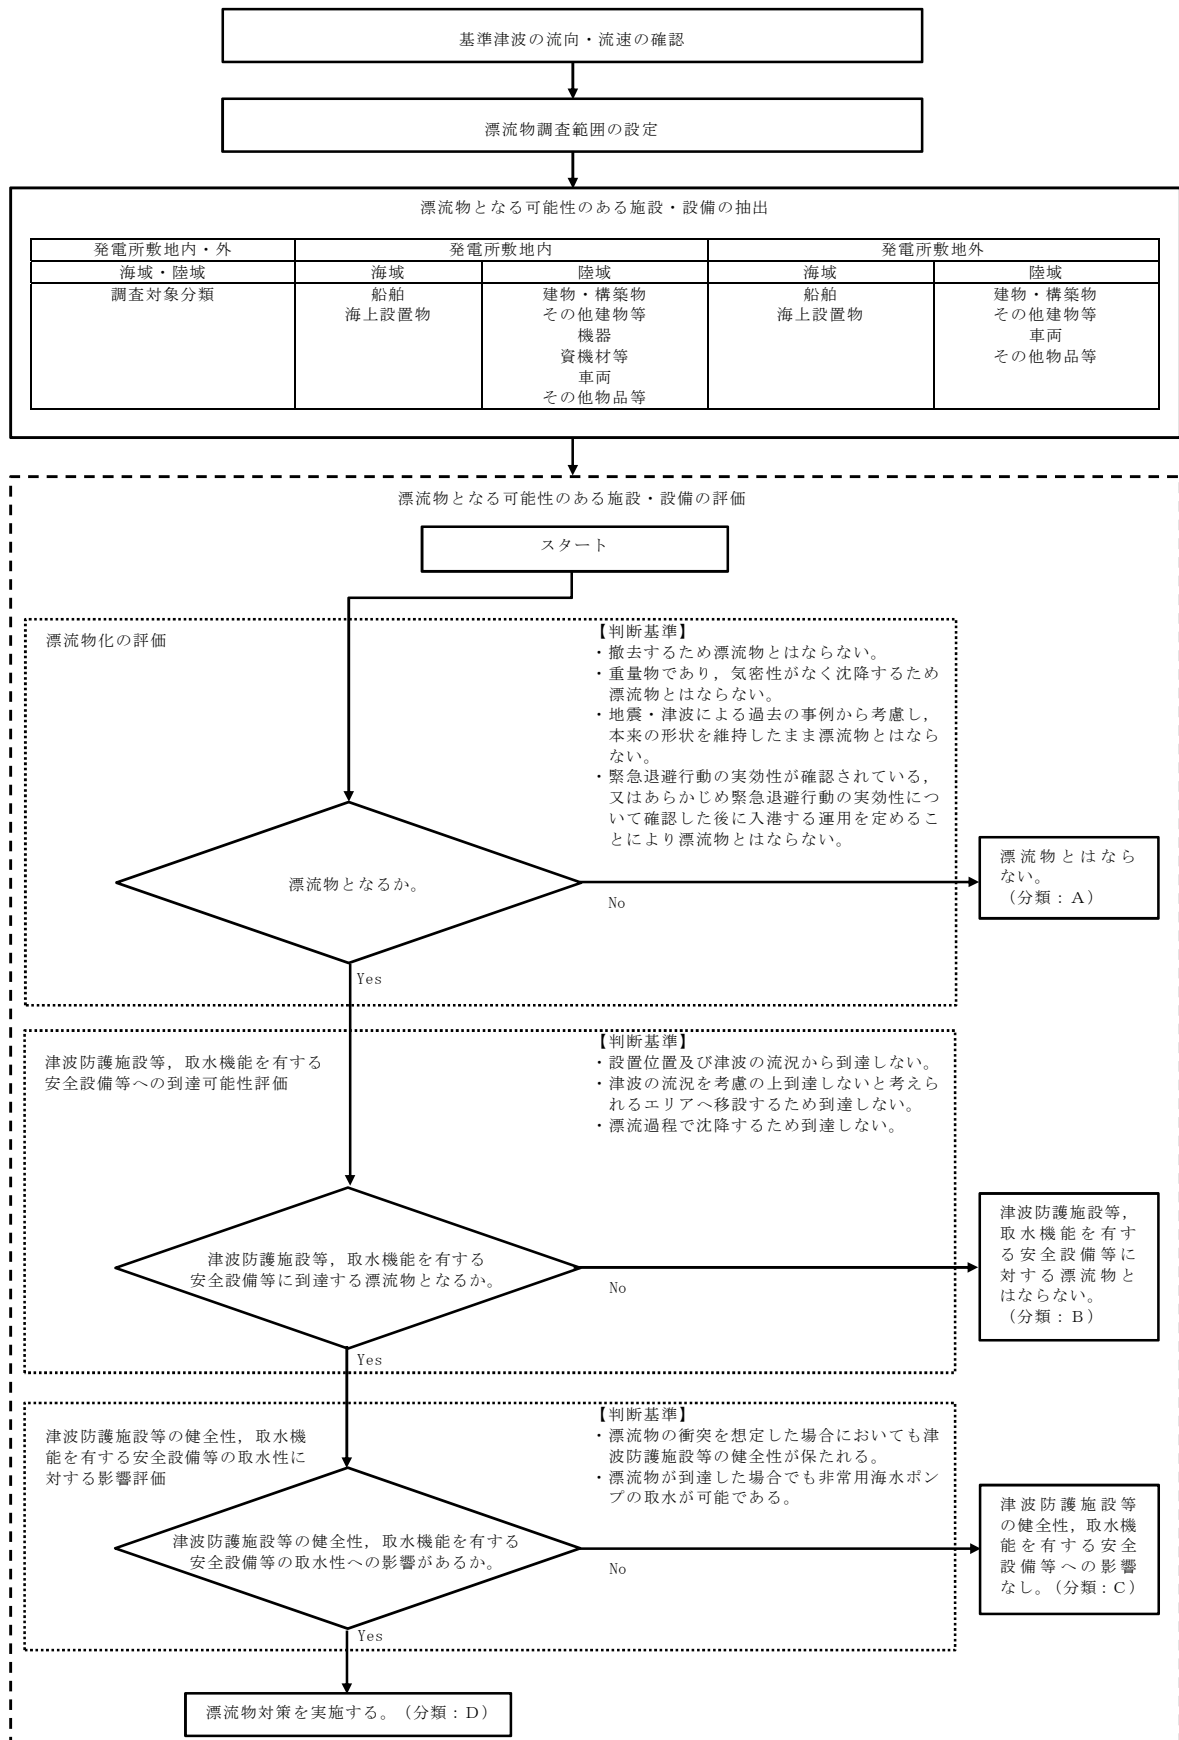 基準津波の流向・流速の確認
漂流物調査範囲の設定
漂流物となる可能性のある施設・設備の抽出
発電所敷地内・外 発電所敷地内 発電所敷地外
海域・陸域 海域 陸域 海域 陸域
調査対象分類 船舶 建物・構築物 船舶 建物・構築物
海上設置物 その他建物等 海上設置物 その他建物等
機器 車両
資機材等 その他物品等
車両
その他物品等
漂流物となる可能性のある施設・設備の評価
スタート
漂流物化の評価
【判断基準】
・撤去するため漂流物とはならない。
・重量物であり，気密性がなく沈降するため
漂流物とはならない。
・地震・津波による過去の事例から考慮し，
本来の形状を維持したまま漂流物とはなら
ない。
・緊急退避行動の実効性が確認されている，
又はあらかじめ緊急退避行動の実効性につ
いて確認した後に入港する運用を定めるこ
とにより漂流物とはならない。
漂流物となるか。
No
漂流物とはなら
ない。
（分類：A）
Yes
津波防護施設等，取水機能を有する
安全設備等への到達可能性評価
【判断基準】
・設置位置及び津波の流況から到達しない。
・津波の流況を考慮の上到達しないと考えら
れるエリアへ移設するため到達しない。
・漂流過程で沈降するため到達しない。
津波防護施設等，取水機能を有する
安全設備等に到達する漂流物となるか。
No
津波防護施設等，
取水機能を有す
る安全設備等に
対する漂流物と
はならない。
（分類：B）
Yes
津波防護施設等の健全性，取水機
能を有する安全設備等の取水性に
対する影響評価
【判断基準】
・漂流物の衝突を想定した場合においても津
波防護施設等の健全性が保たれる。
・漂流物が到達した場合でも非常用海水ポン
プの取水が可能である。
津波防護施設等の健全性，取水機能を有する
安全設備等の取水性への影響があるか。
No
津波防護施設等
の健全性，取水機
能を有する安全
設備等への影響
なし。（分類：C）
Yes
漂流物対策を実施する。（分類：D）